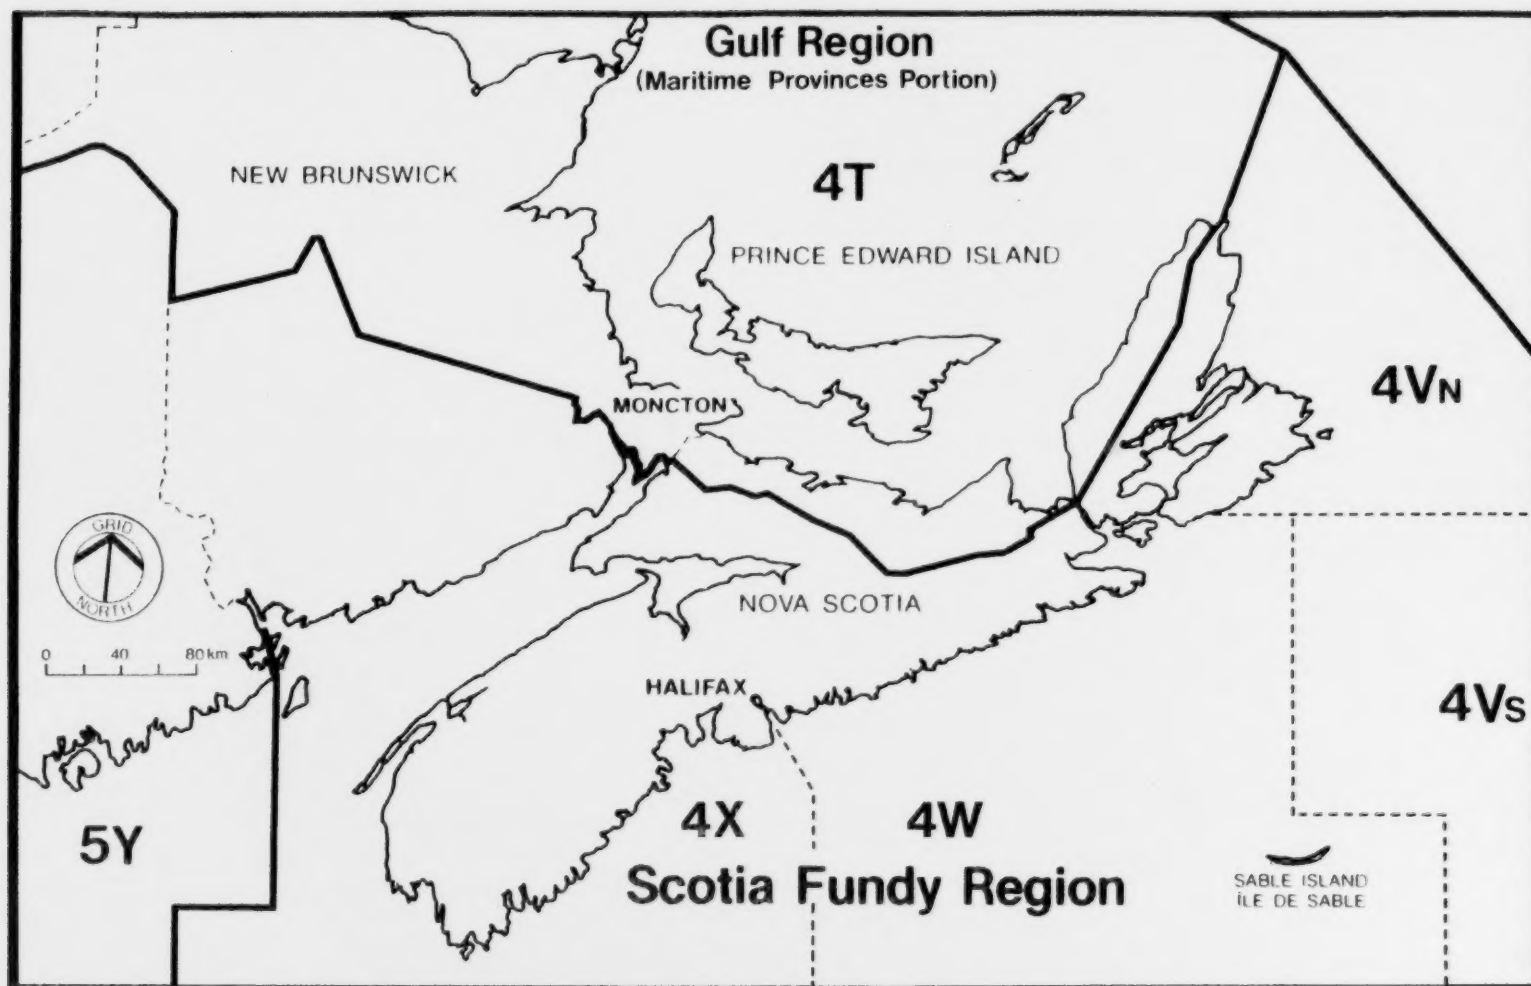 Gulf Region
(Maritime Provinces Portion)
NEW BRUNSWICK
4T
PRINCE EDWARD ISLAND
4VN
MONCTON
GRID
NORTH
NOVA SCOTIA
0 40 80 km
HALIFAX
4VS
5Y
4X
4W
Scotia Fundy Region
SABLE ISLAND
ÎLE DE SABLE